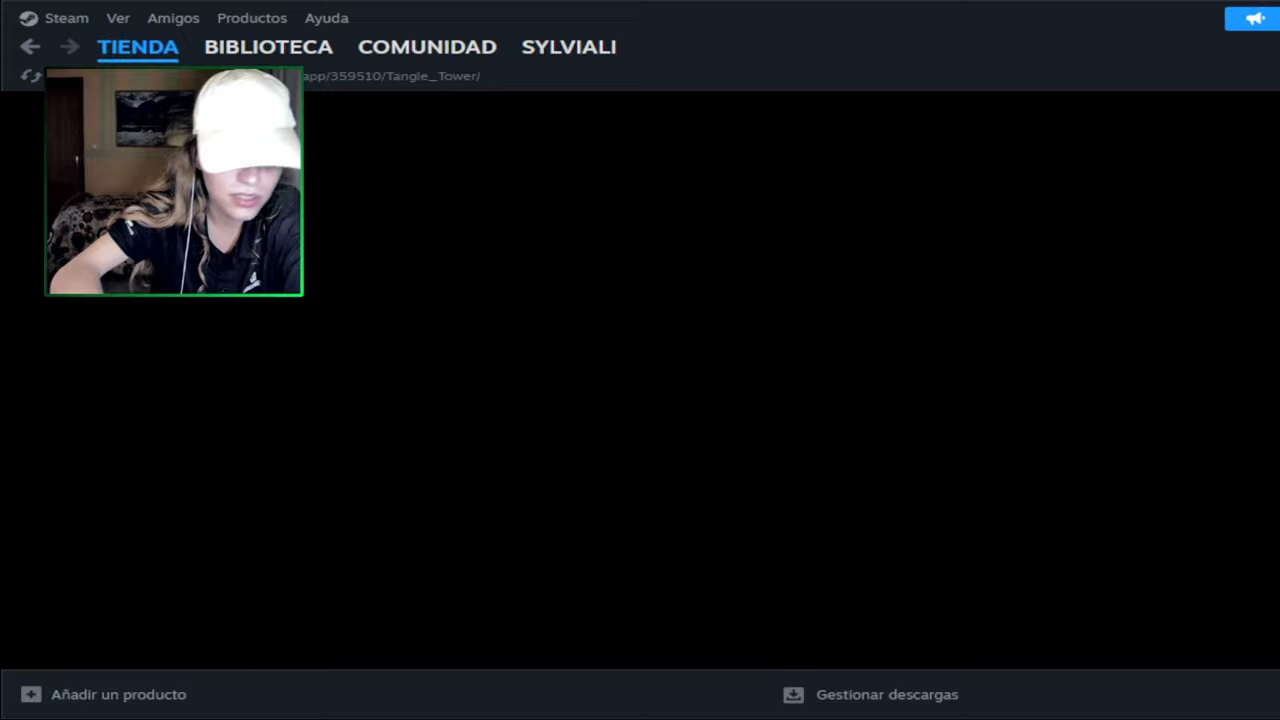 Steam Ver Amigos Productos Ayuda
TIENDA BIBLIOTECA COMUNIDAD SYLVIALI
app/359510/Tangle_Tower/
Añadir un producto Gestionar descargas